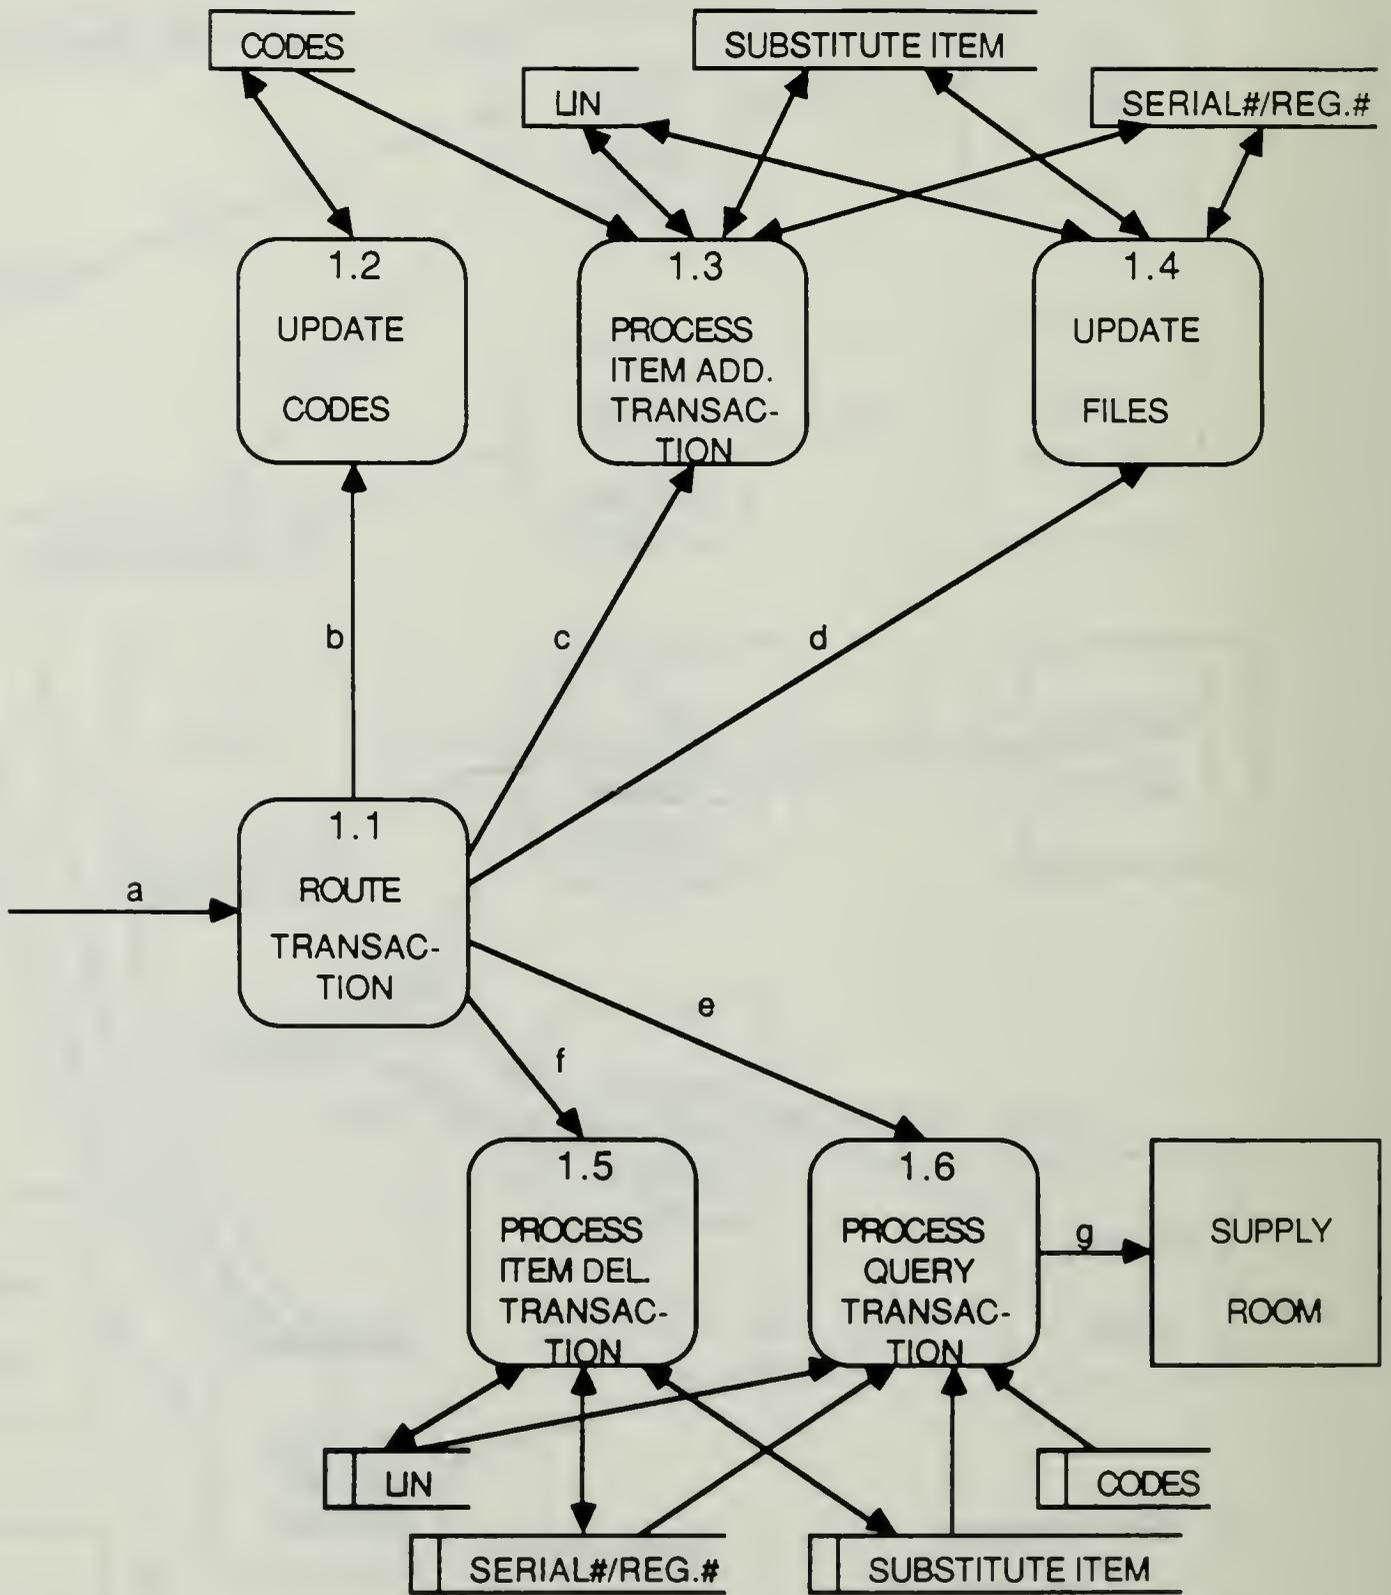 CODES
SUBSTITUTE ITEM
LIN
SERIAL#/REG.#
1.2
UPDATE
CODES
1.3
PROCESS
ITEM ADD.
TRANSAC-
TION
1.4
UPDATE
FILES
b
c
d
a
1.1
ROUTE
TRANSAC-
TION
e
f
1.5
PROCESS
ITEM DEL.
TRANSAC-
TION
1.6
PROCESS
QUERY
TRANSAC-
TION
g
SUPPLY
ROOM
LIN
CODES
SERIAL#/REG.#
SUBSTITUTE ITEM